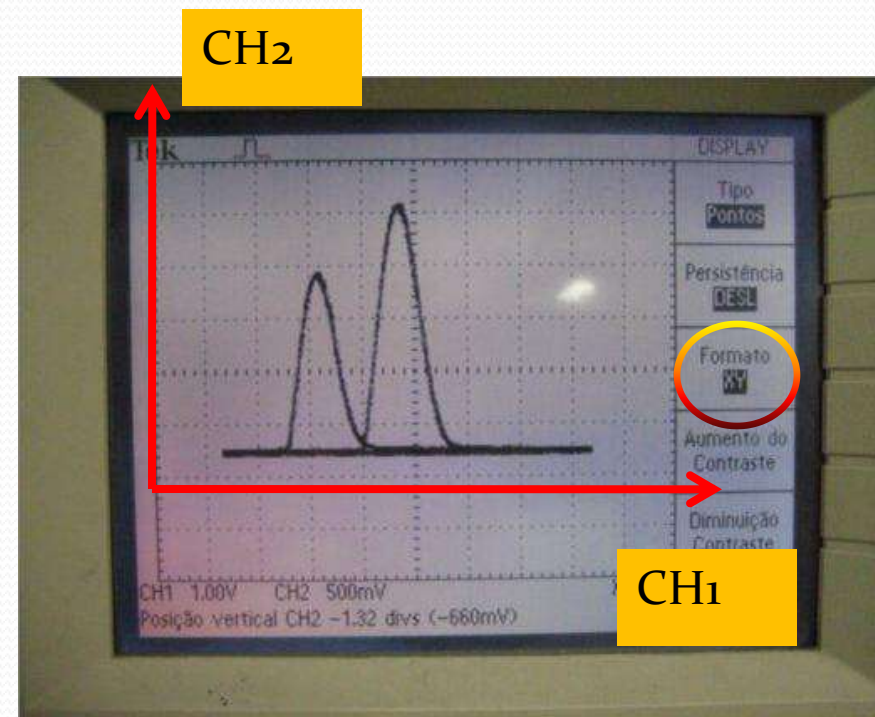 CH2
Tek
DISPLAY
Tipo
Pontos
Persistência
DESL
Formato
XY
Aumento do
Contraste
Diminuição
Contraste
CH1 1.00V CH2 500mV
Posição vertical CH2 -1.32 divs (-660mV)
CH1